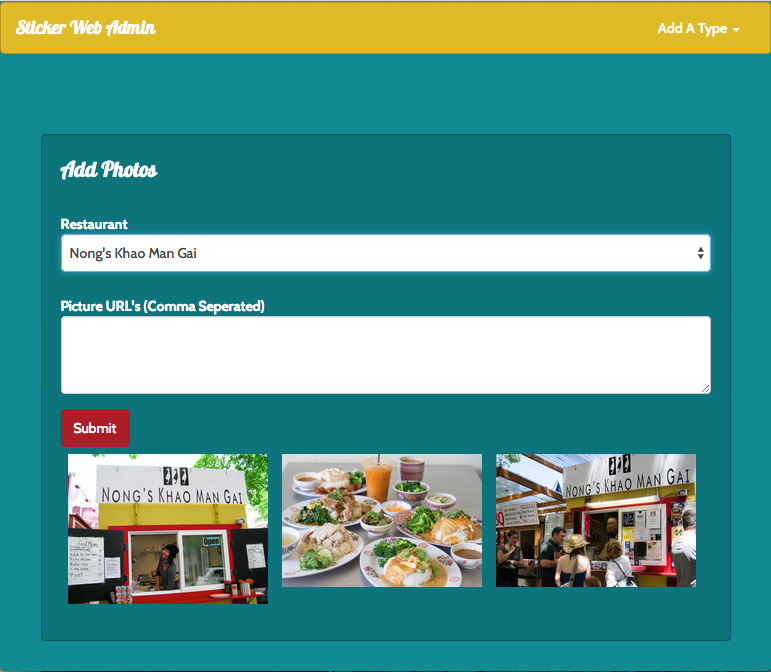 Sticker Web Admin
Add A Type
Add Photos
Restaurant
Nong's Khao Man Gai
Picture URL's (Comma Seperated)
Submit
NONG'S KHAO MAN GAI
Open
NONG'S KHAO MAN GAI